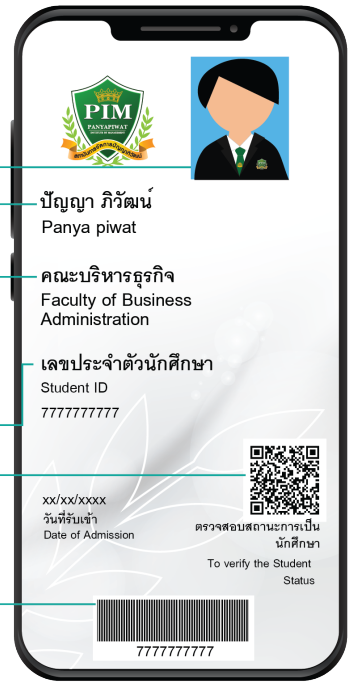 PIM
PANYAPIWAT
INSTITUTE OF MANAGEMENT
สถาบันการจัดการปัญญาภิวัฒน์
ปัญญา ภิวัฒน์
Panya piwat
คณะบริหารธุรกิจ
Faculty of Business
Administration
เลขประจำตัวนักศึกษา
Student ID
7777777777
xx/xx/xxxx
วันที่รับเข้า
Date of Admission
ตรวจสอบสถานะการเป็น
นักศึกษา
To verify the Student
Status
7777777777